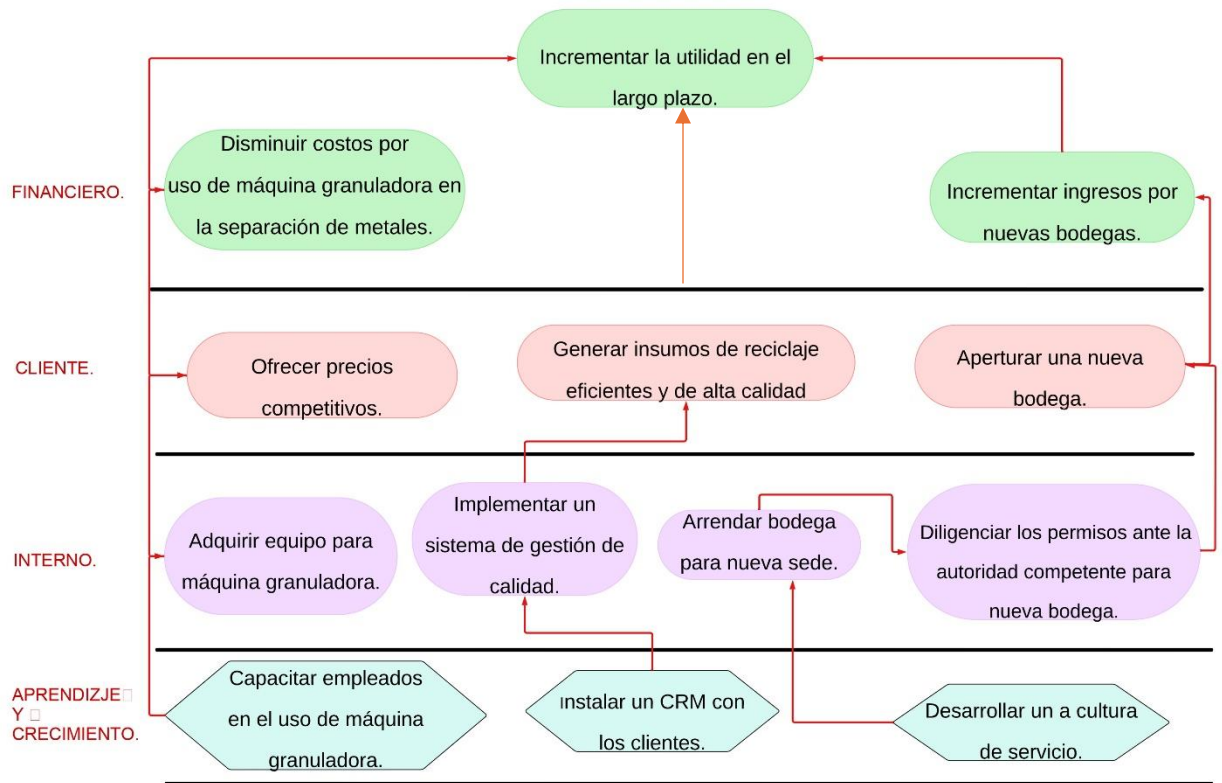 Incrementar la utilidad en el
largo plazo.
Disminuir costos por
uso de máquina granuladora en
la separación de metales.
FINANCIERO.
Incrementar ingresos por
nuevas bodegas.
CLIENTE.
Ofrecer precios
competitivos.
Generar insumos de reciclaje
eficientes y de alta calidad
Aperturar una nueva
bodega.
INTERNO.
Adquirir equipo para
máquina granuladora.
Implementar un
sistema de gestión de
calidad.
Arrendar bodega
para nueva sede.
Diligenciar los permisos ante la
autoridad competente para
nueva bodega.
APRENDIZJE
Y
CRECIMIENTO.
Capacitar empleados
en el uso de máquina
granuladora.
Instalar un CRM con
los clientes.
Desarrollar un a cultura
de servicio.